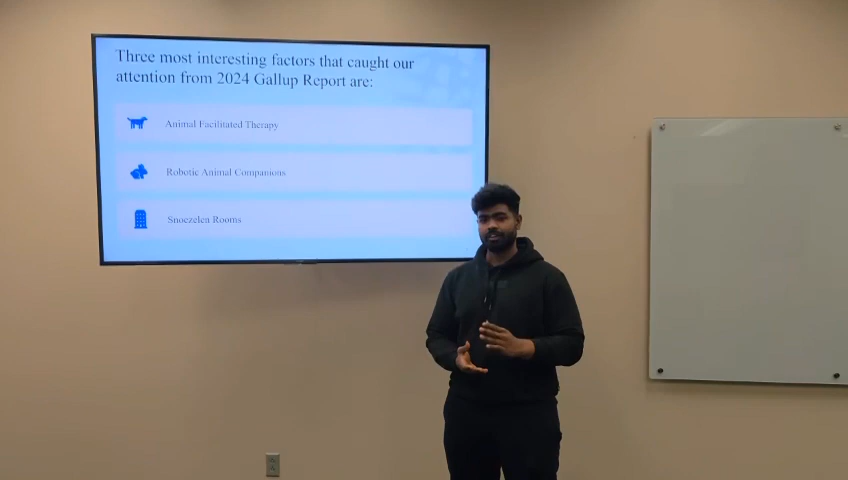 Three most interesting factors that caught our
attention from 2024 Gallup Report are:
Animal Facilitated Therapy
Robotic Animal Companions
Snoezelen Rooms